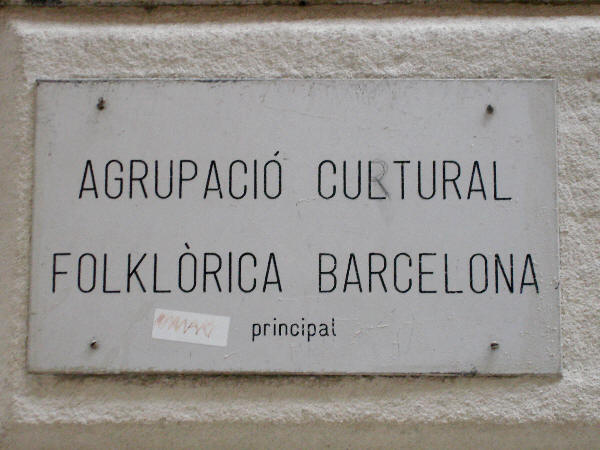 AGRUPACIÓ CULTURAL
FOLKLÒRICA BARCELONA
principal